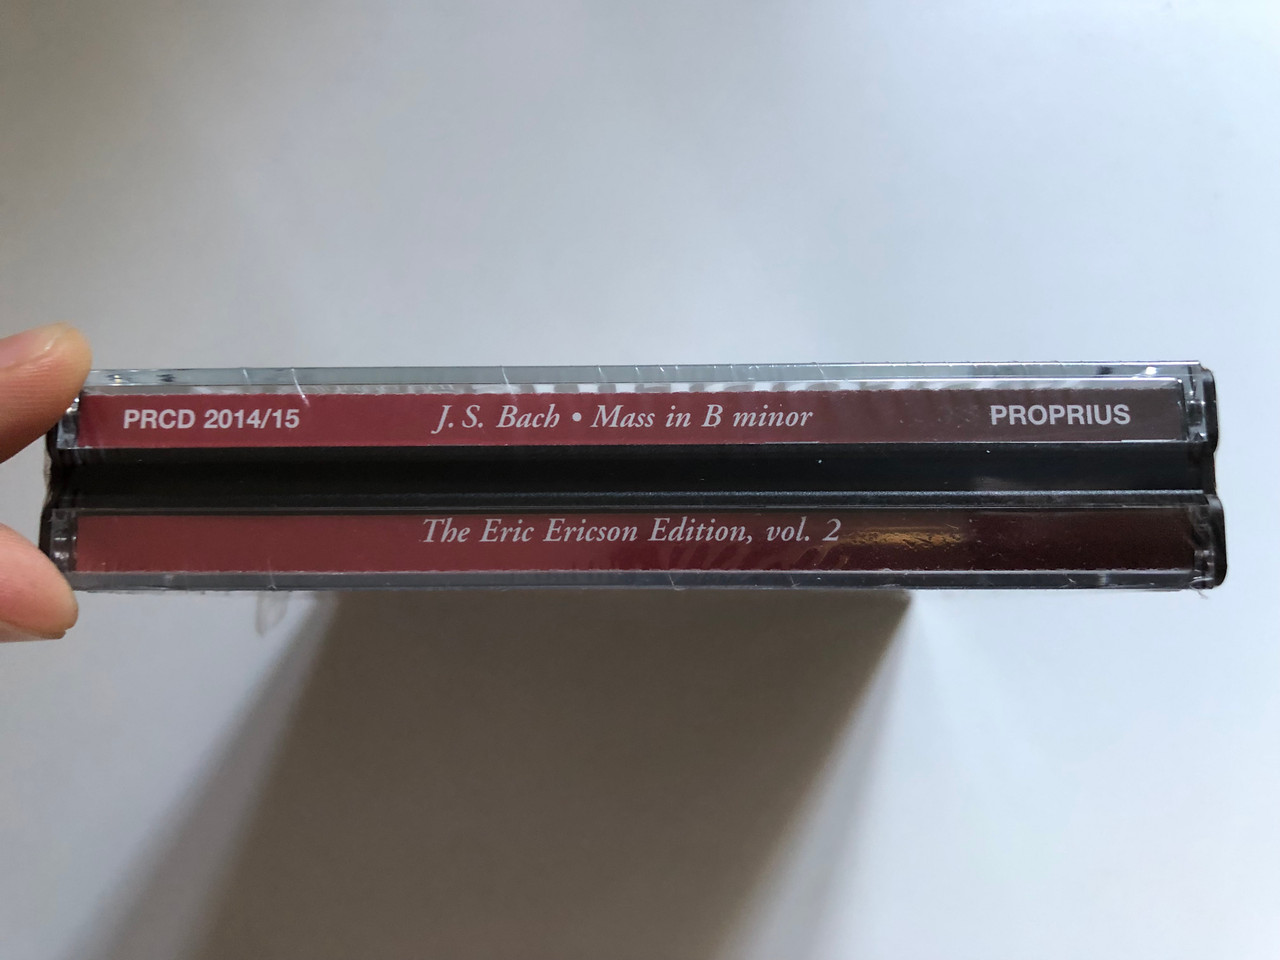 PRCD 2014/15 J. S. Bach • Mass in B minor PROPRIUS
The Eric Ericson Edition, vol. 2